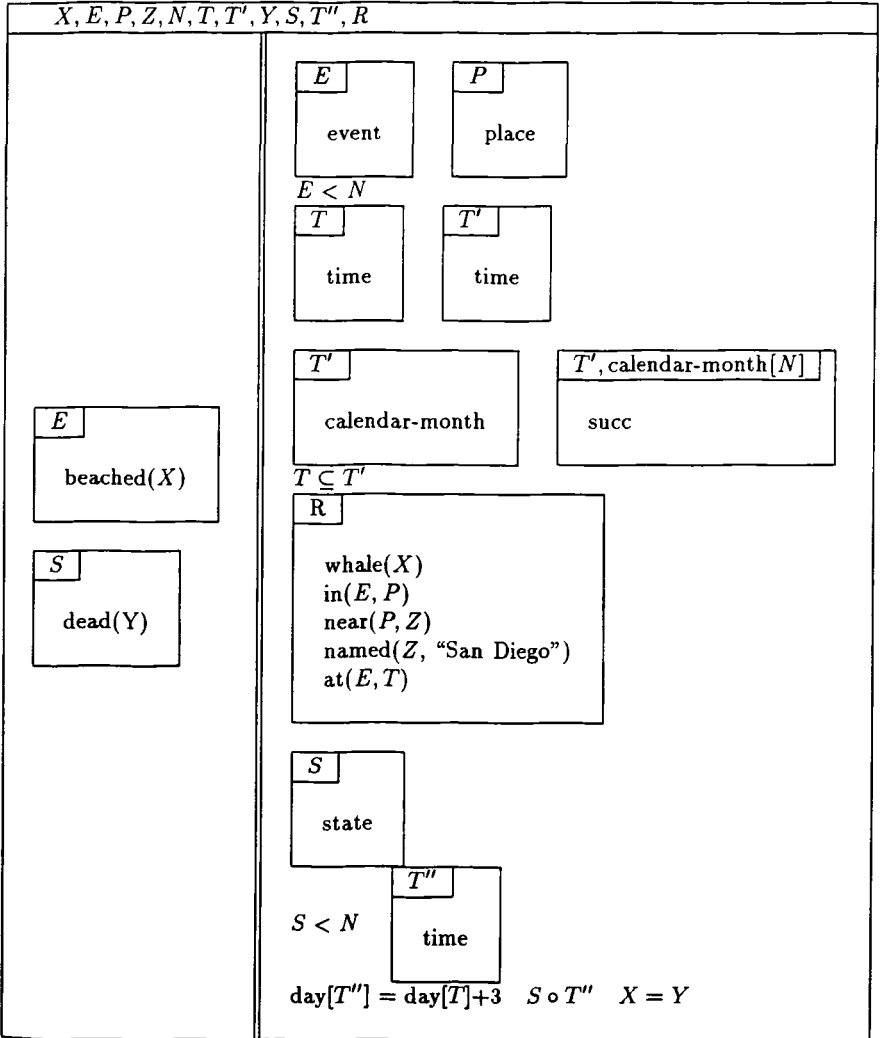 X, E, P, Z, N, T, T′, Y, S, T″, R
E
beached(X)
S
dead(Y)
E
event
P
place
E < N
T
time
T′
time
T′
calendar-month
T′, calendar-month[N]
succ
T ⊆ T′
R
whale(X)
in(E, P)
near(P, Z)
named(Z, “San Diego”)
at(E, T)
S
state
S < N
T″
time
day[T″] = day[T]+3 S ∘ T″ X = Y